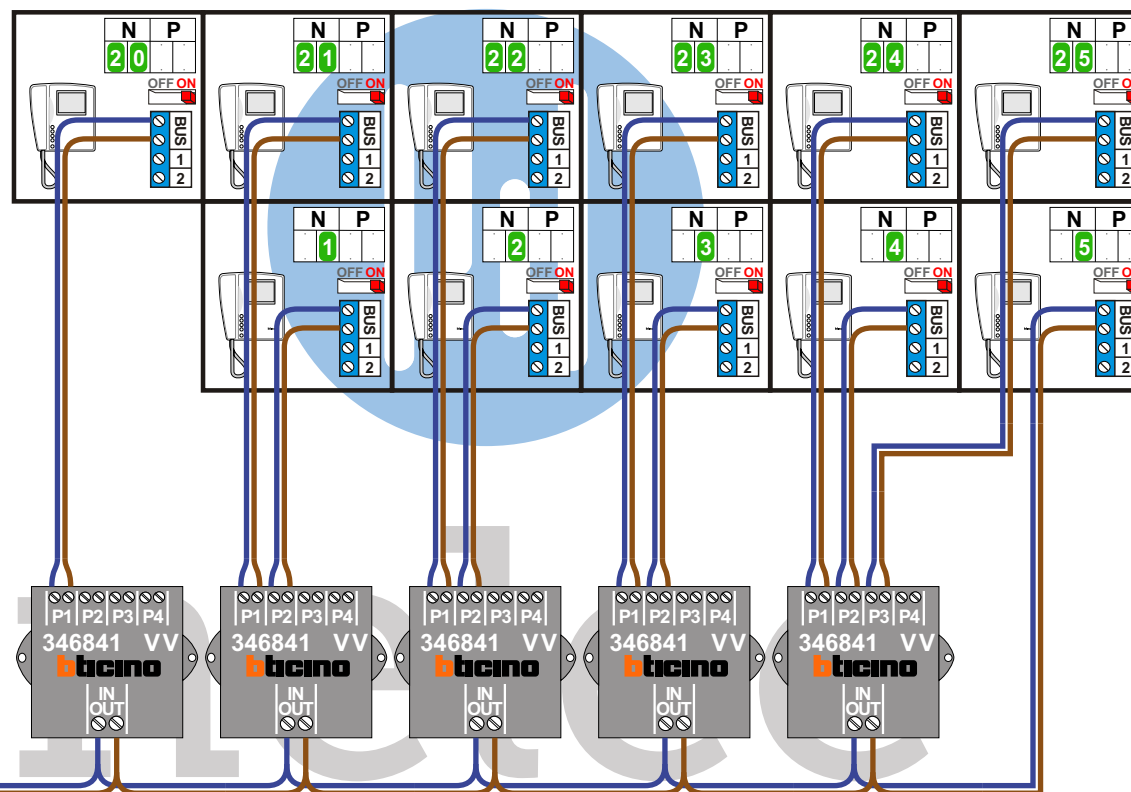 N P N P N P N P N P N P
20 21 22 23 24 25
OFF ON OFF ON OFF ON OFF ON OFF ON OFF ON
BUS BUS BUS BUS BUS BUS
1 1 1 1 1 1
2 2 2 2 2 2
N P N P N P N P N P
1 2 3 4 5
OFF ON OFF ON OFF ON OFF ON OFF ON
BUS BUS BUS BUS BUS
1 1 1 1 1
2 2 2 2 2
P1 P2 P3 P4 P1 P2 P3 P4 P1 P2 P3 P4 P1 P2 P3 P4 P1 P2 P3 P4
346841 VV 346841 VV 346841 VV 346841 VV 346841 VV
bticino bticino bticino bticino bticino
IN IN IN IN IN
OUT OUT OUT OUT OUT